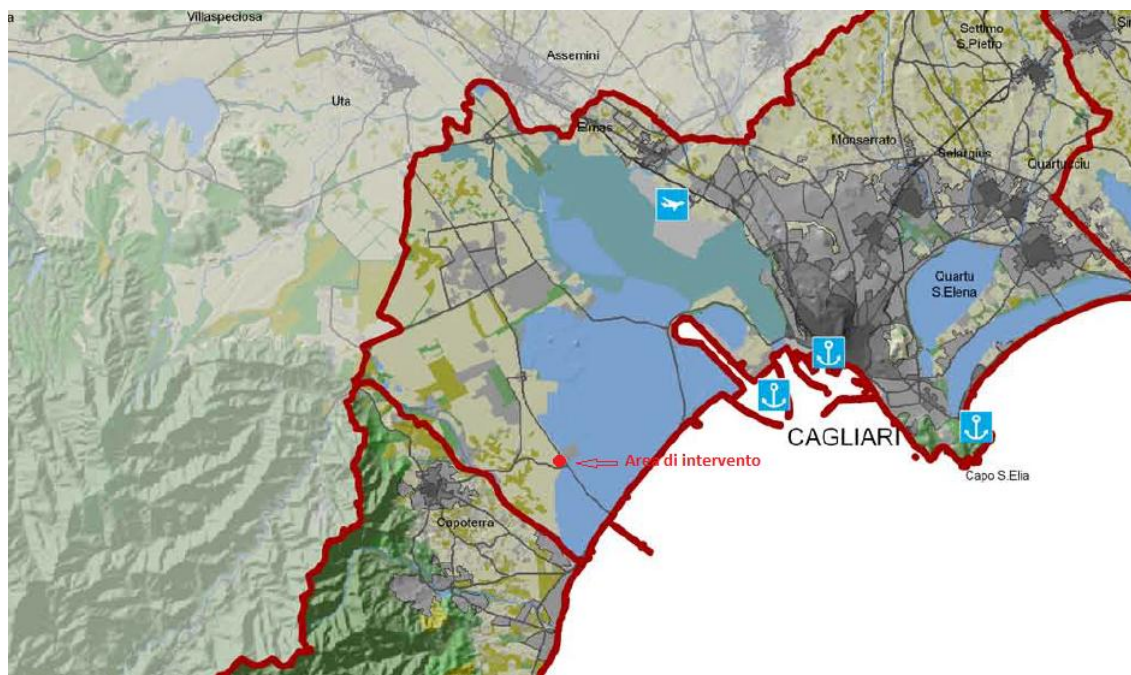 Villaspeciosa
Settimo
S.Pietro
Assemini
Uta
Elmas
Monserrato
Selargius
Quartucciu
Quartu
S.Elena
CAGLIARI
Area di intervento
Capo S.Elia
Capoterra